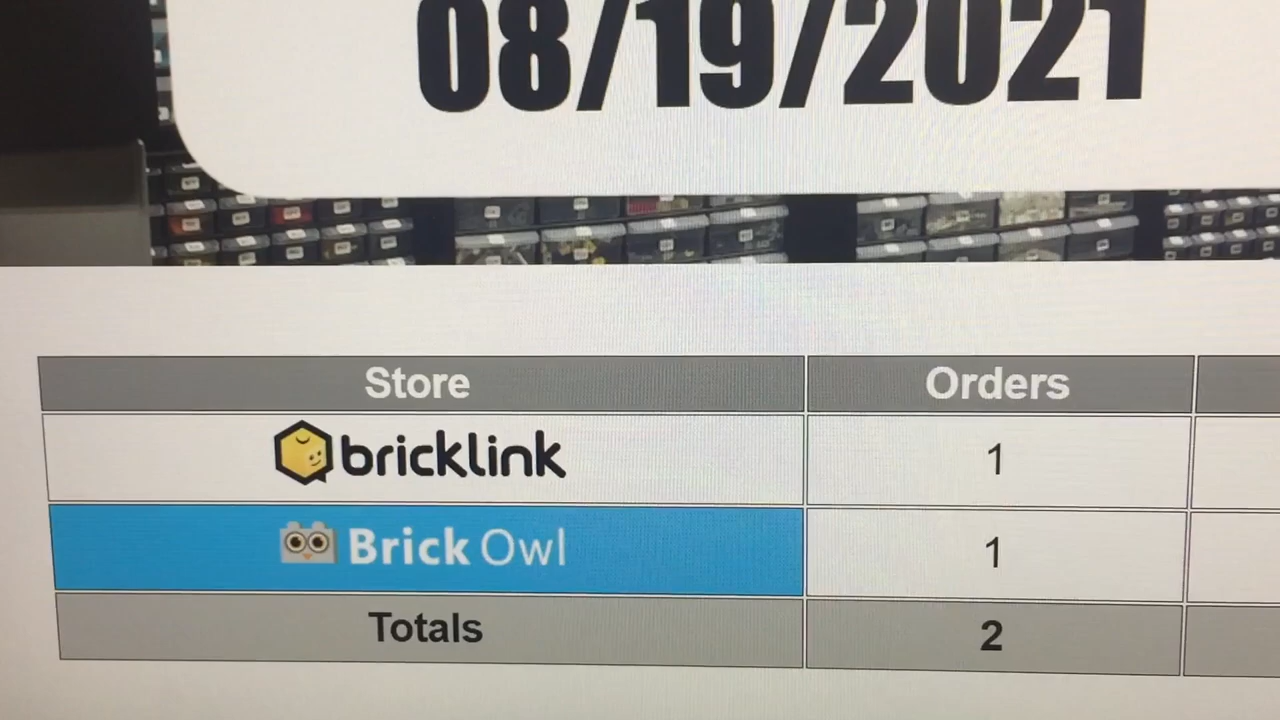 08/19/2021
Store Orders
bricklink 1
Brick Owl 1
Totals 2